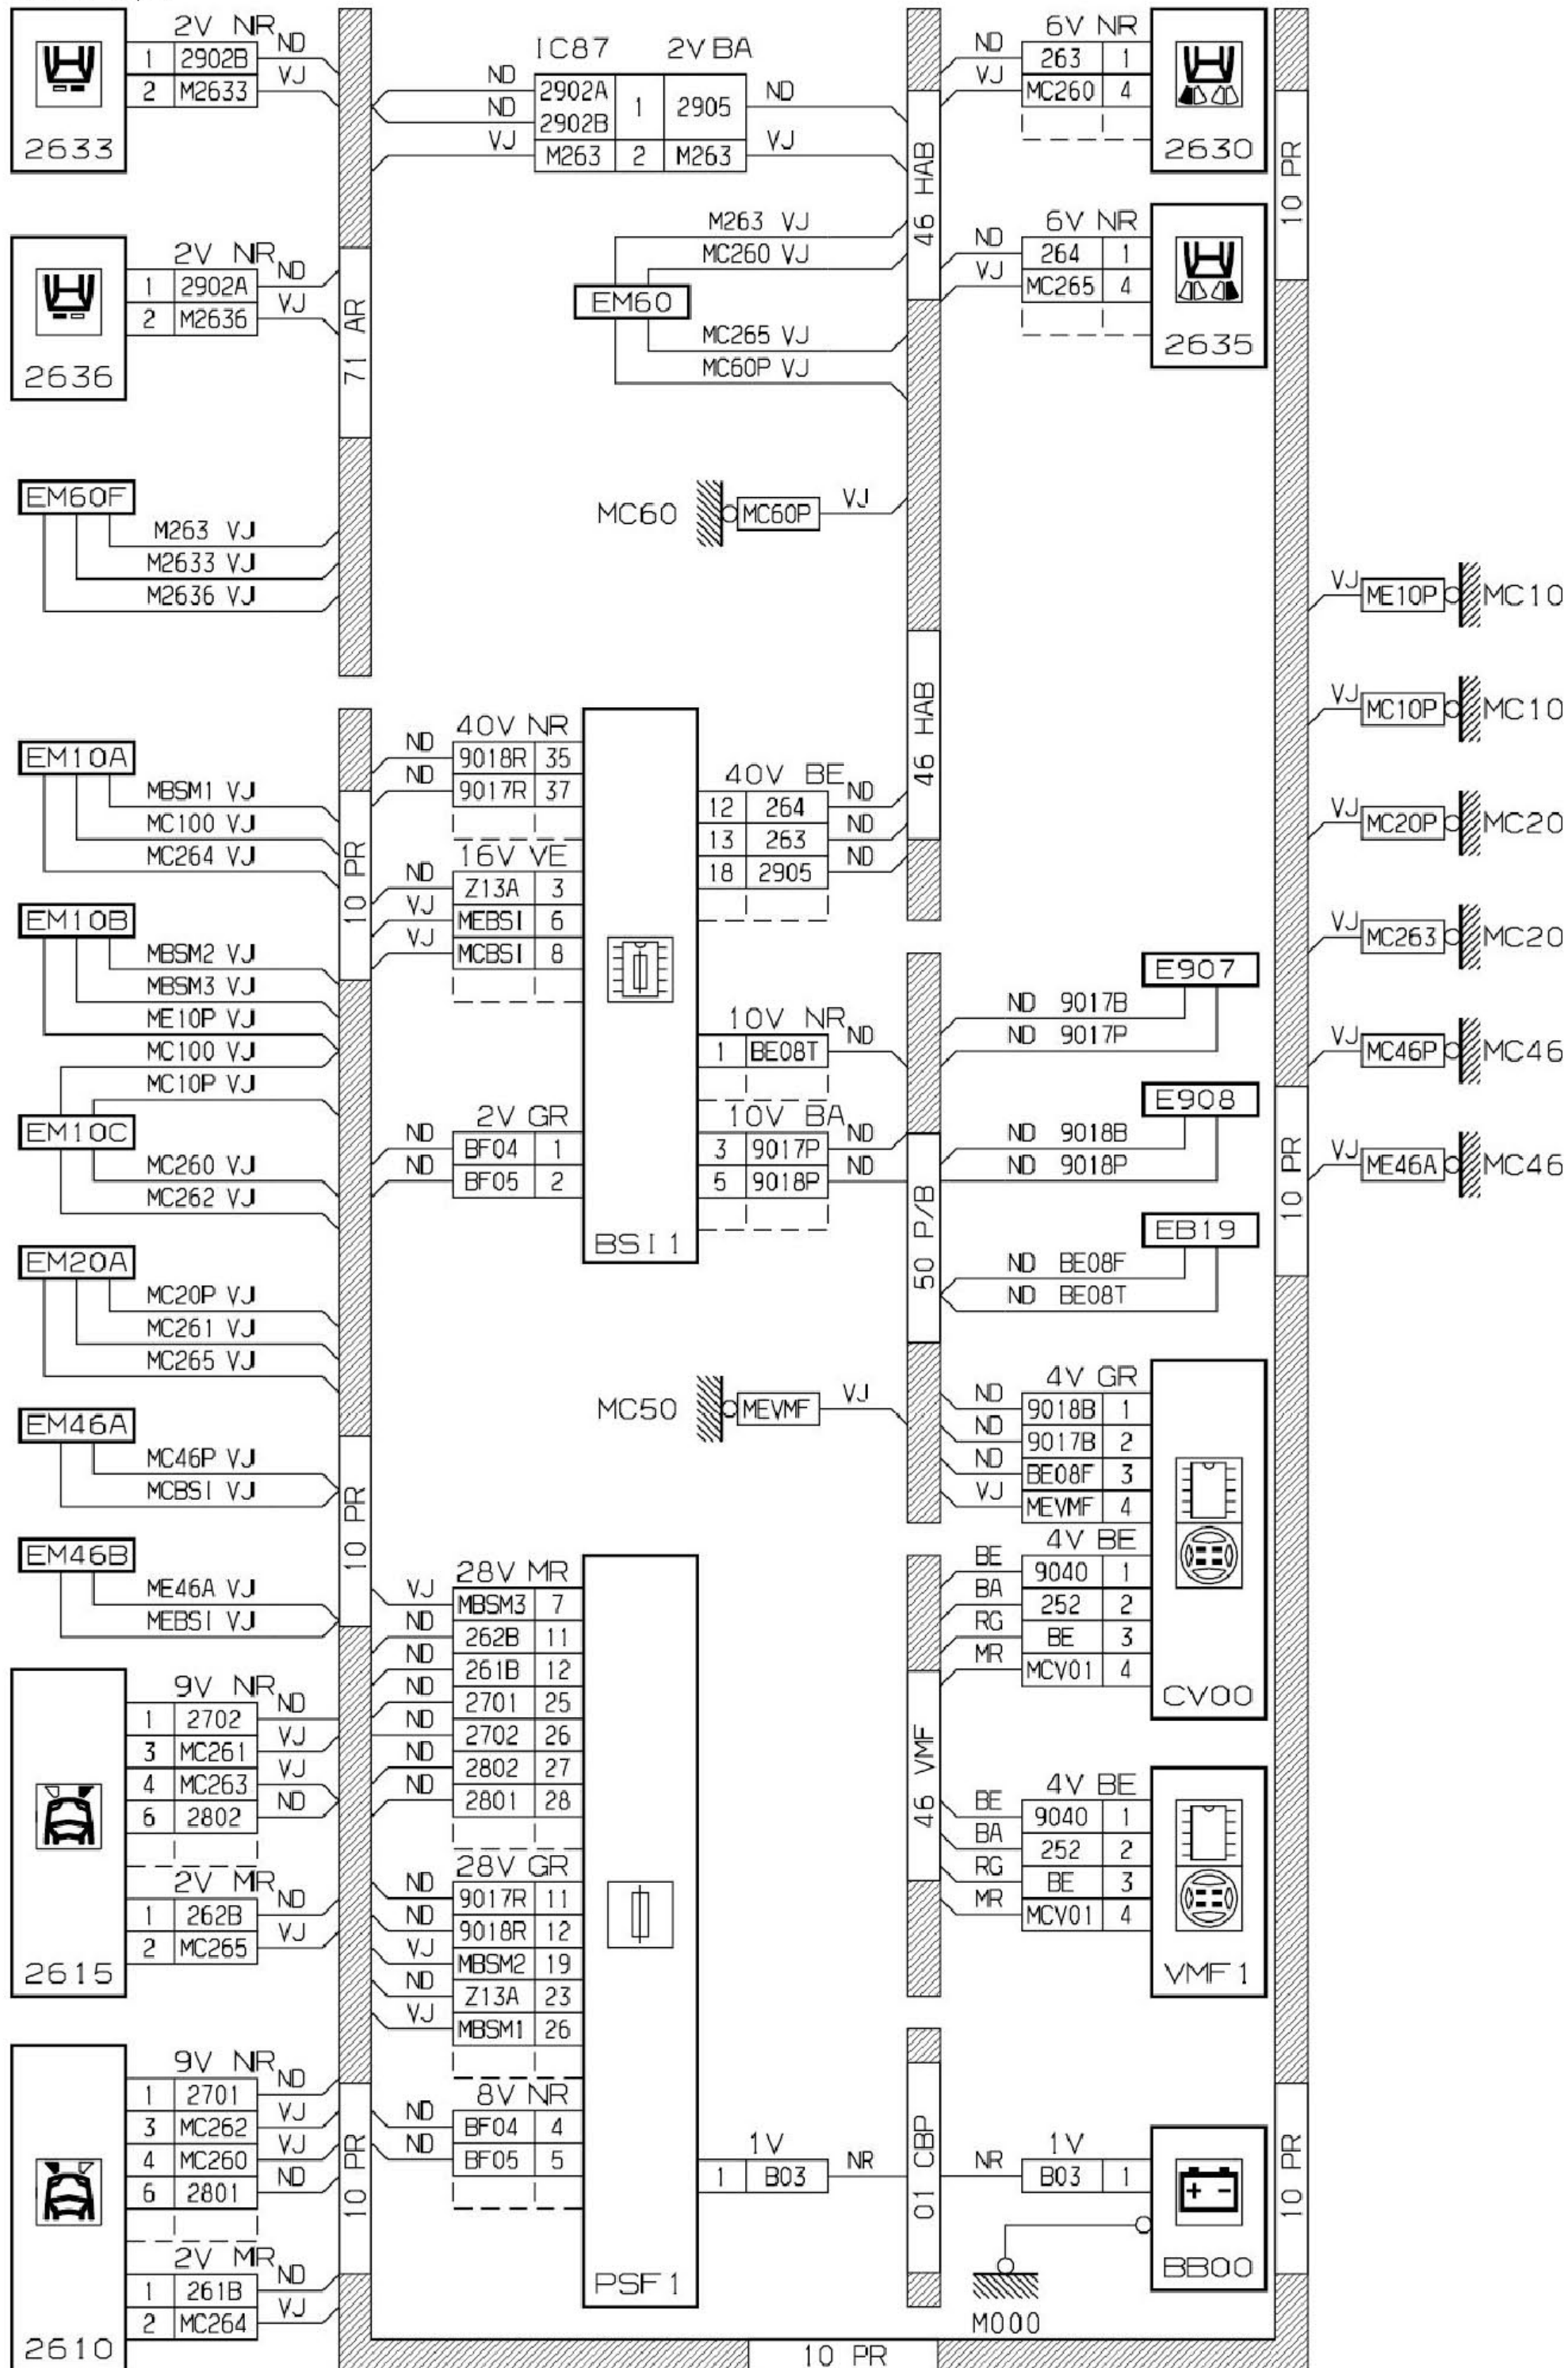 2V NR
ND
1 2902B
VJ
2 M2633
2633
2V NR
ND
1 2902A
VJ
2 M2636
2636
71 AR
EM60F
M263 VJ
M2633 VJ
M2636 VJ
IC87 2V BA
ND 2902A 1 2905 ND
ND 2902B
VJ M263 2 M263 VJ
M263 VJ
MC260 VJ
EM60
MC265 VJ
MC60P VJ
46 HAB
MC60 MC60P VJ
6V NR
ND 263 1
VJ MC260 4
2630
6V NR
ND 264 1
VJ MC265 4
2635
10 PR
VJ ME10P MC10
VJ MC10P MC10
VJ MC20P MC20
VJ MC263 MC20
VJ MC46P MC46
VJ ME46A MC46
EM10A
MBSM1 VJ
MC100 VJ
MC264 VJ
10 PR
EM10B
MBSM2 VJ
MBSM3 VJ
ME10P VJ
MC100 VJ
MC10P VJ
EM10C
MC260 VJ
MC262 VJ
EM20A
MC20P VJ
MC261 VJ
MC265 VJ
EM46A
MC46P VJ
MCBSI VJ
10 PR
EM46B
ME46A VJ
MEBSI VJ
40V NR
ND 9018R 35
ND 9017R 37
16V VE
ND Z13A 3
VJ MEBSI 6
VJ MCBSI 8
2V GR
ND BF04 1
ND BF05 2
BSI1
40V BE
12 264 ND
13 263 ND
18 2905 ND
46 HAB
10V NR
1 BE08T ND
10V BA
3 9017P ND
5 9018P ND
50 P/B
E907
ND 9017B
ND 9017P
E908
ND 9018B
ND 9018P
EB19
ND BE08F
ND BE08T
10 PR
MC50 MEVMF VJ
4V GR
ND 9018B 1
ND 9017B 2
ND BE08F 3
VJ MEVMF 4
4V BE
BE 9040 1
BA 252 2
RG BE 3
MR MCV01 4
CV00
46 VMF
4V BE
BE 9040 1
BA 252 2
RG BE 3
MR MCV01 4
VMF1
9V NR
1 2702 ND
3 MC261 VJ
4 MC263 VJ
6 2802 ND
2V MR
1 262B ND
2 MC265 VJ
2615
9V NR
1 2701 ND
3 MC262 VJ
4 MC260 VJ
6 2801 ND
2V MR
1 261B ND
2 MC264 VJ
2610
10 PR
28V MR
VJ MBSM3 7
ND 262B 11
ND 261B 12
ND 2701 25
ND 2702 26
ND 2802 27
ND 2801 28
28V GR
ND 9017R 11
ND 9018R 12
VJ MBSM2 19
ND Z13A 23
VJ MBSM1 26
8V NR
ND BF04 4
ND BF05 5
PSF1
1V
1 B03 NR
01 CBP
1V
NR B03 1
+ -
BB00
M000
10 PR
10 PR